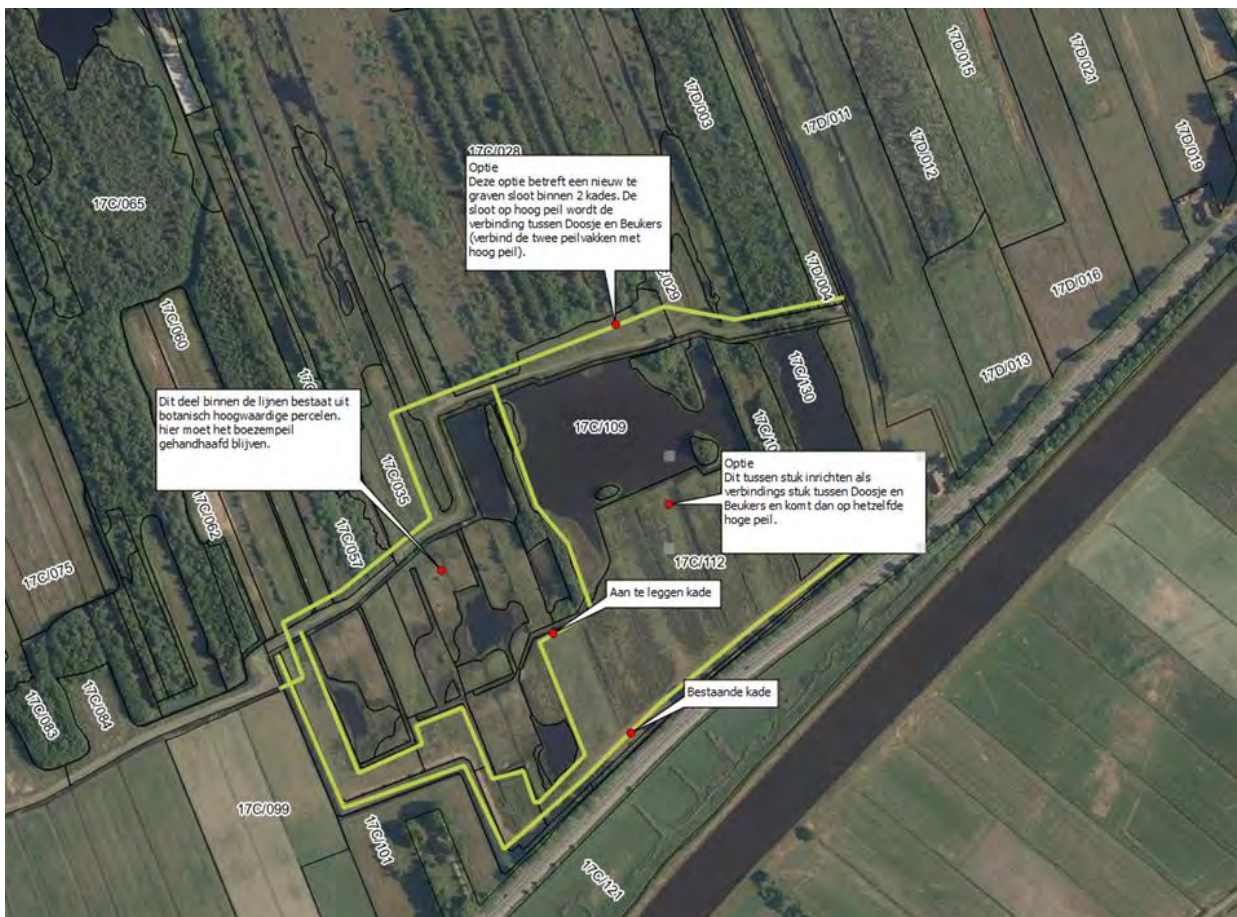 17D/015
17D/021
17D/003
17D/011
17D/012
17D/019
17C/028
Optie
Deze optie betreft een nieuw te
graven sloot binnen 2 kades. De
sloot op hoog peil wordt de
verbinding tussen Doosje en Beukers
(verbind de twee peilvakken met
hoog peil).
17C/065
17D/004
17D/016
17C/060
17D/013
17C/130
Dit deel binnen de lijnen bestaat uit
botanisch hoogwaardige percelen.
hier moet het boezempeil
gehandhaafd blijven.
17C/109
17C/035
Optie
Dit tussen stuk inrichten als
verbindings stuk tussen Doosje en
Beukers en komt dan op hetzelfde
hoge peil.
17C/062
17C/057
17C/075
17C/112
Aan te leggen kade
Bestaande kade
17C/083
17C/084
17C/099
17C/101
17C/121